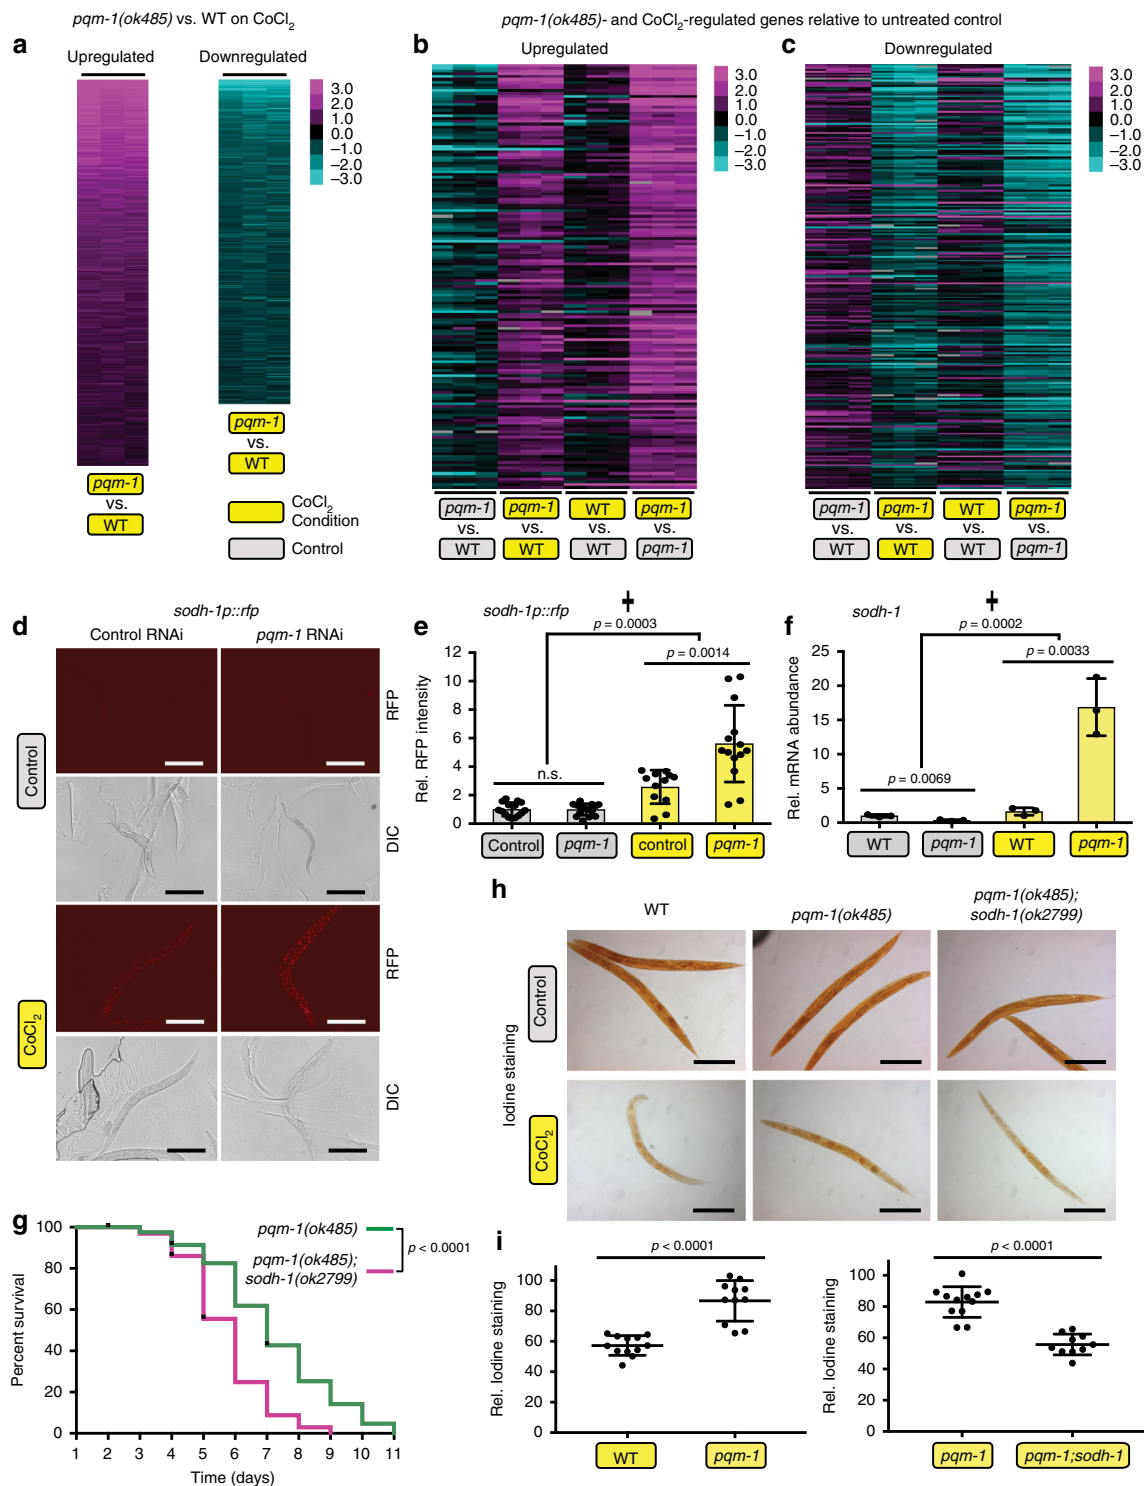 pqm-1(ok485) vs. WT on CoCl2
pqm-1(ok485)- and CoCl2-regulated genes relative to untreated control
a
Upregulated
Downregulated
3.0
2.0
1.0
0.0
–1.0
–2.0
–3.0
pqm-1
vs.
WT
pqm-1
vs.
WT
CoCl2
Condition
Control
b
Upregulated
3.0
2.0
1.0
0.0
–1.0
–2.0
–3.0
pqm-1
vs.
WT
pqm-1
vs.
WT
WT
vs.
WT
pqm-1
vs.
pqm-1
c
Downregulated
3.0
2.0
1.0
0.0
–1.0
–2.0
–3.0
pqm-1
vs.
WT
pqm-1
vs.
WT
WT
vs.
WT
pqm-1
vs.
pqm-1
d
sodh-1p::rfp
Control RNAi
pqm-1 RNAi
Control
RFP
DIC
CoCl2
RFP
DIC
e
sodh-1p::rfp
p = 0.0003
p = 0.0014
n.s.
Rel. RFP intensity
12
10
8
6
4
2
0
Control
pqm-1
control
pqm-1
f
sodh-1
p = 0.0002
p = 0.0033
p = 0.0069
Rel. mRNA abundance
25
20
15
10
5
0
WT
pqm-1
WT
pqm-1
h
WT
pqm-1(ok485)
pqm-1(ok485);
sodh-1(ok2799)
Iodine staining
Control
CoCl2
g
Percent survival
100
80
60
40
20
0
1 2 3 4 5 6 7 8 9 10 11
Time (days)
pqm-1(ok485)
pqm-1(ok485);
sodh-1(ok2799)
p < 0.0001
i
p < 0.0001
Rel. Iodine staining
100
80
60
40
20
0
WT
pqm-1
p < 0.0001
Rel. Iodine staining
100
80
60
40
20
0
pqm-1
pqm-1;sodh-1